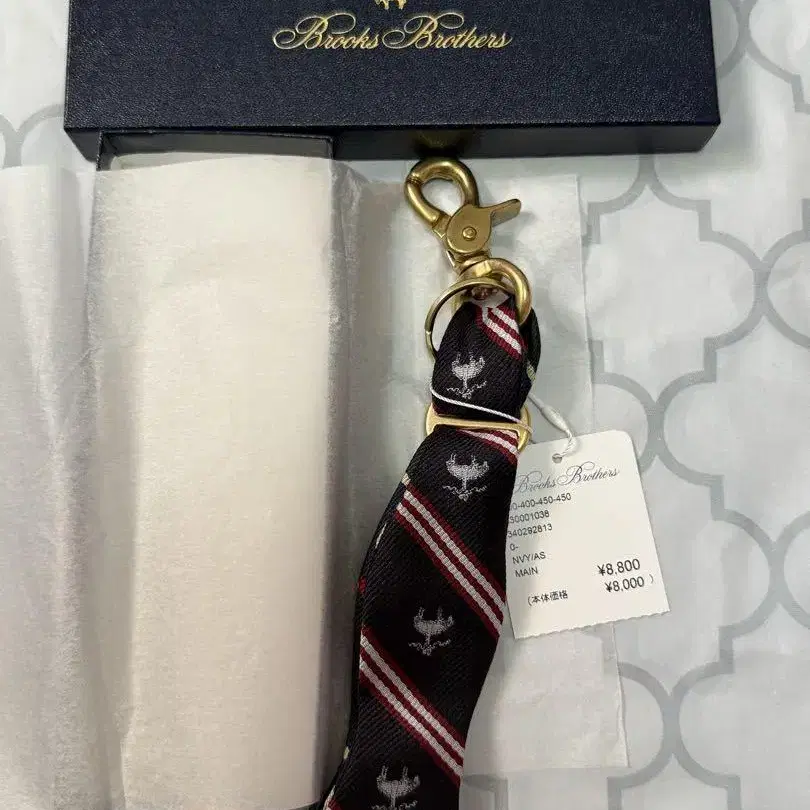 Brooks Brothers
Brooks Brothers
0-400-450-450
30001038
340292813
0-
NVY/AS
MAIN
¥8,800
(本体価格 ¥8,000 )